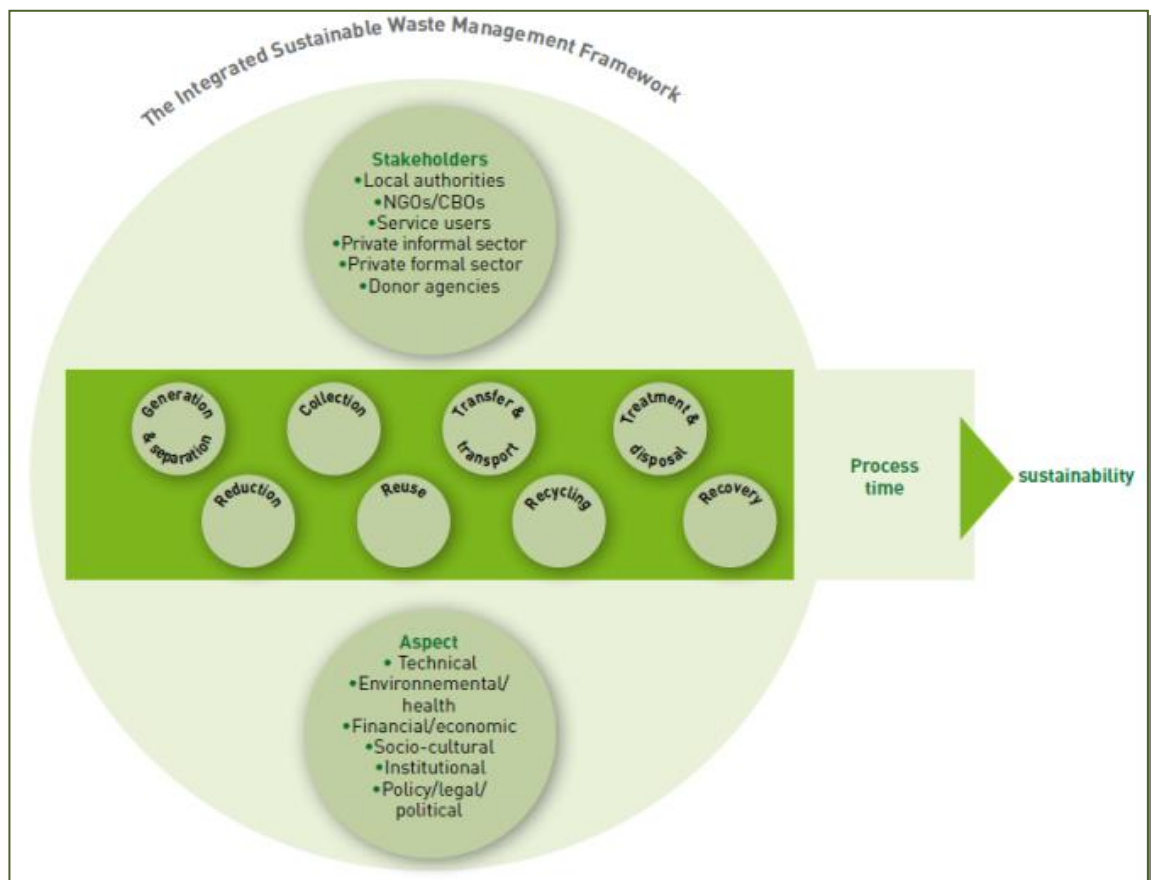 The Integrated Sustainable Waste Management Framework
Stakeholders
•Local authorities
•NGOs/CBOs
•Service users
•Private informal sector
•Private formal sector
•Donor agencies
Generation
& separation
Collection
Transfer &
transport
Treatment &
disposal
Reduction
Reuse
Recycling
Recovery
Process
time
sustainability
Aspect
• Technical
•Environnemental/
health
•Financial/economic
•Socio-cultural
•Institutional
•Policy/legal/
political